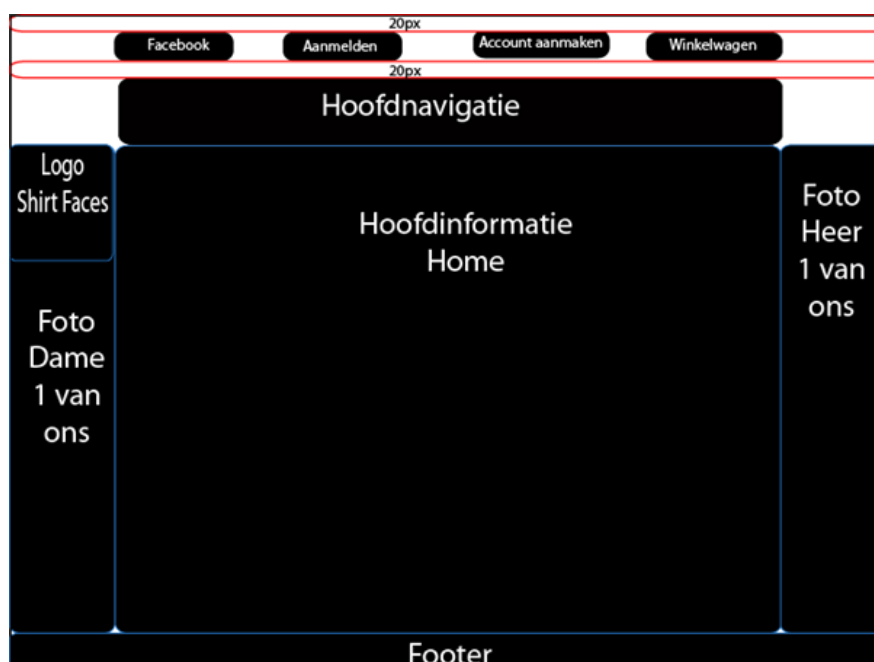 20px
Facebook
Aanmelden
Account aanmaken
Winkelwagen
20px
Hoofdnavigatie
Logo
Shirt Faces
Hoofdinformatie
Home
Foto
Heer
1 van
ons
Foto
Dame
1 van
ons
Footer